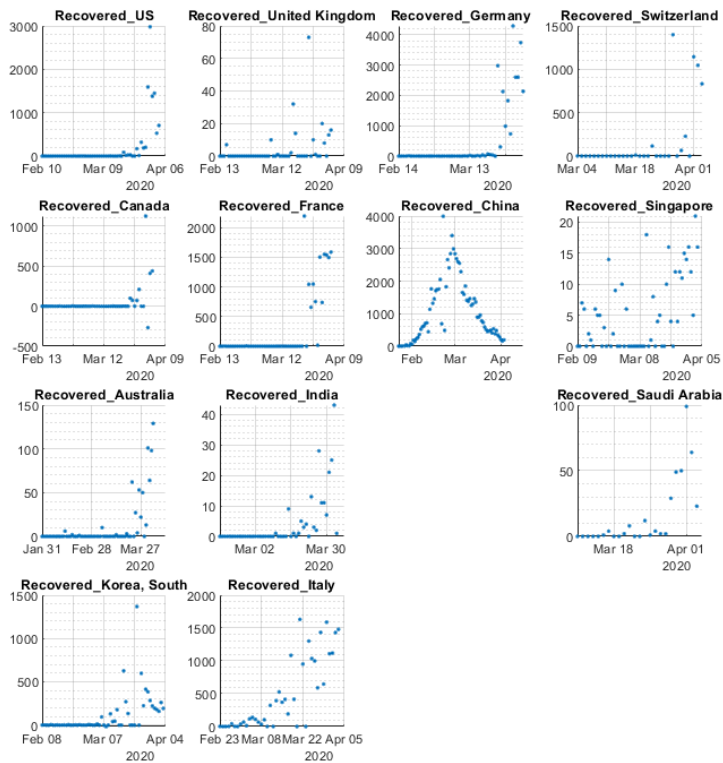 Recovered_US
3000
2000
1000
0
Feb 10
Mar 09
Apr 06
2020
Recovered_United Kingdom
80
60
40
20
0
Feb 13
Mar 12
Apr 09
2020
Recovered_Germany
4000
3000
2000
1000
0
Feb 14
Mar 13
2020
Recovered_Switzerland
1500
1000
500
0
Mar 04
Mar 18
Apr 01
2020
Recovered_Canada
1000
500
0
-500
Feb 13
Mar 12
Apr 09
2020
Recovered_France
2000
1500
1000
500
0
Feb 13
Mar 12
Apr 09
2020
Recovered_China
4000
3000
2000
1000
0
Feb
Mar
Apr
2020
Recovered_Singapore
20
15
10
5
0
Feb 09
Mar 08
Apr 05
2020
Recovered_Australia
150
100
50
0
Jan 31
Feb 28
Mar 27
2020
Recovered_India
40
30
20
10
0
Mar 02
Mar 30
2020
Recovered_Saudi Arabia
100
50
0
Mar 18
Apr 01
2020
Recovered_Korea, South
1500
1000
500
0
Feb 08
Mar 07
Apr 04
2020
Recovered_Italy
2000
1500
1000
500
0
Feb 23
Mar 08
Mar 22
Apr 05
2020